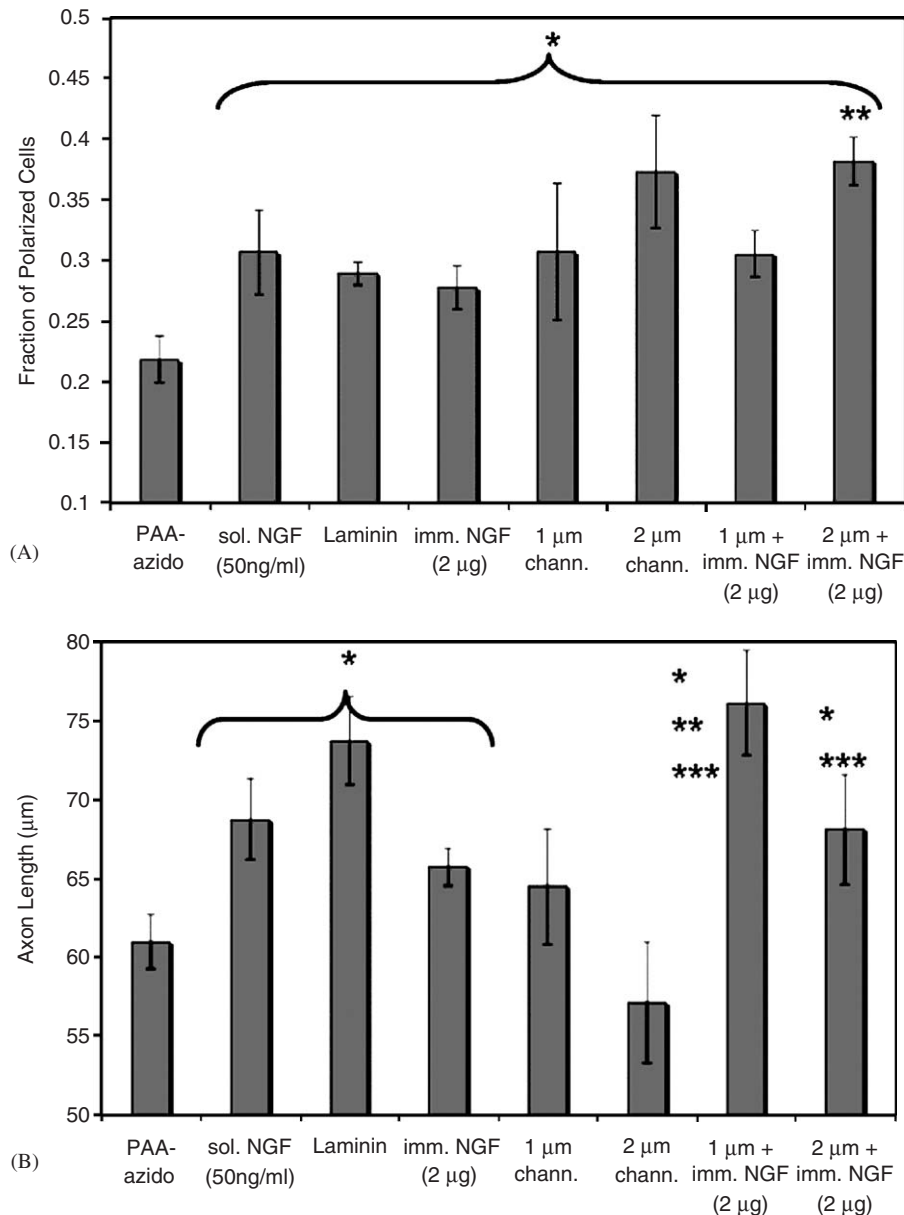 0.5
0.45
0.4
0.35
0.3
0.25
0.2
0.15
0.1
Fraction of Polarized Cells
*
**
PAA-
azido
sol. NGF
(50ng/ml)
Laminin
imm. NGF
(2 μg)
1 μm
chann.
2 μm
chann.
1 μm +
imm. NGF
(2 μg)
2 μm +
imm. NGF
(2 μg)
(A)
80
75
70
65
60
55
50
Axon Length (μm)
*
*
**
***
*
***
PAA-
azido
sol. NGF
(50ng/ml)
Laminin
imm. NGF
(2 μg)
1 μm
chann.
2 μm
chann.
1 μm +
imm. NGF
(2 μg)
2 μm +
imm. NGF
(2 μg)
(B)